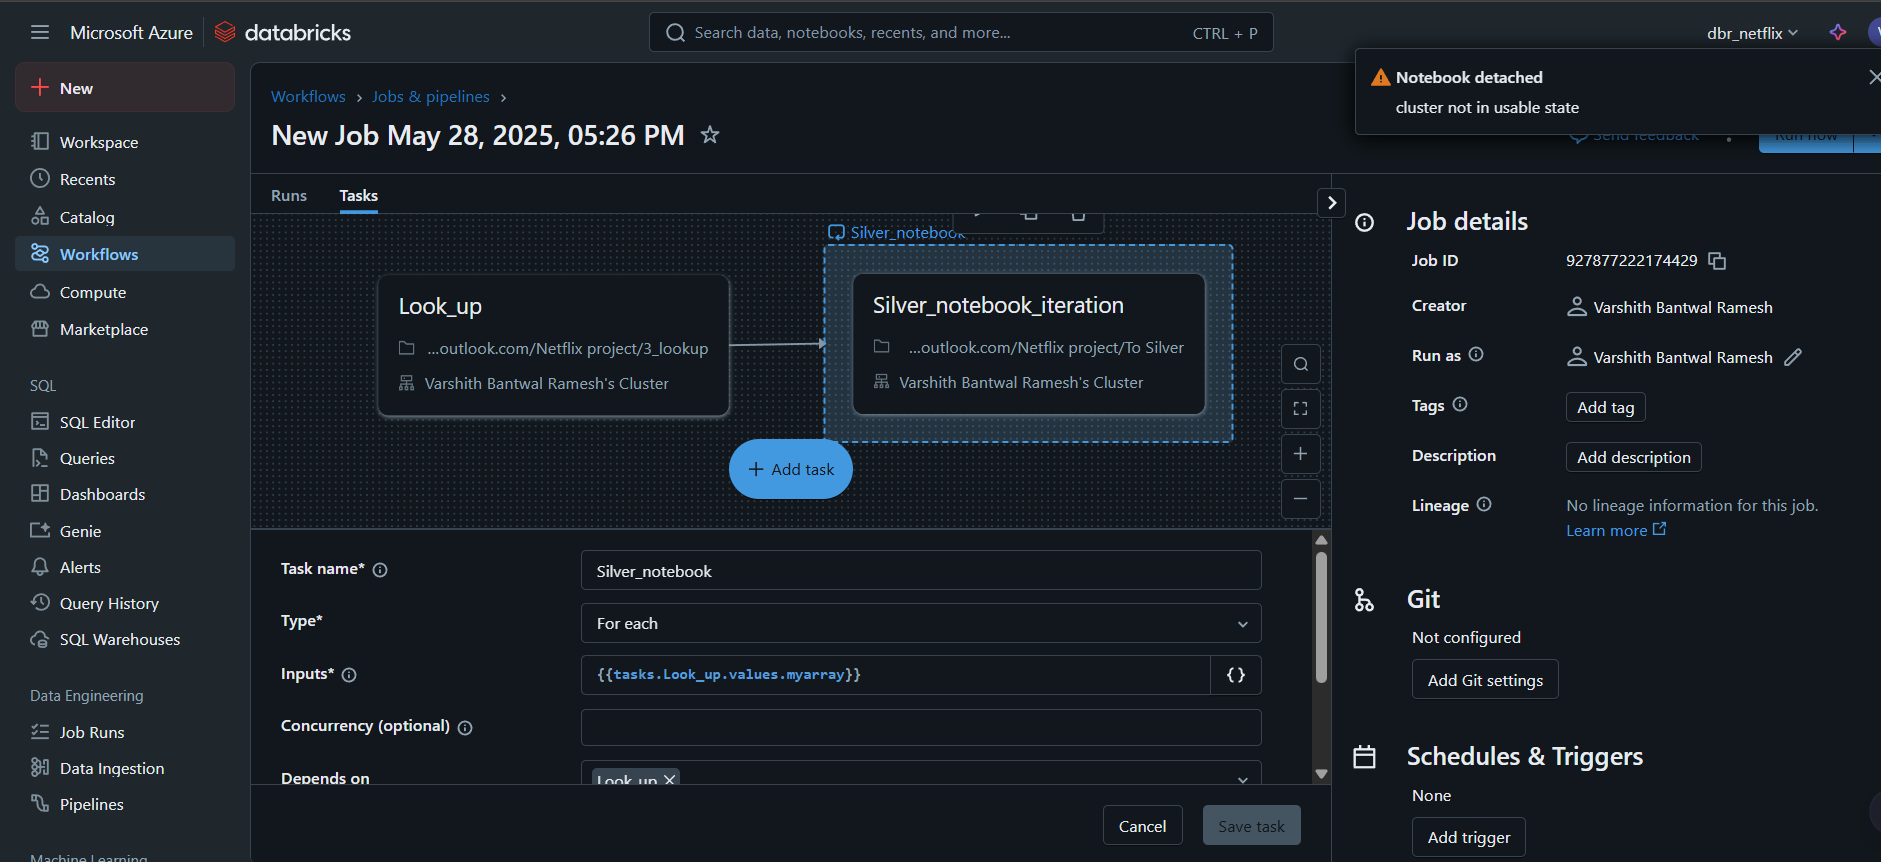 Microsoft Azure
databricks
Search data, notebooks, recents, and more...
CTRL + P
dbr_netflix
Notebook detached
cluster not in usable state
Send feedback
Run now
New
Workspace
Recents
Catalog
Workflows
Compute
Marketplace
SQL
SQL Editor
Queries
Dashboards
Genie
Alerts
Query History
SQL Warehouses
Data Engineering
Job Runs
Data Ingestion
Pipelines
Machine Learning
Workflows › Jobs & pipelines ›
New Job May 28, 2025, 05:26 PM
Runs
Tasks
Silver_notebook
Look_up
...outlook.com/Netflix project/3_lookup
Varshith Bantwal Ramesh's Cluster
Silver_notebook_iteration
...outlook.com/Netflix project/To Silver
Varshith Bantwal Ramesh's Cluster
+ Add task
Task name*
Silver_notebook
Type*
For each
Inputs*
{{tasks.Look_up.values.myarray}}
{}
Concurrency (optional)
Depends on
Look_up
Cancel
Save task
Job details
Job ID
927877222174429
Creator
Varshith Bantwal Ramesh
Run as
Varshith Bantwal Ramesh
Tags
Add tag
Description
Add description
Lineage
No lineage information for this job.
Learn more
Git
Not configured
Add Git settings
Schedules & Triggers
None
Add trigger